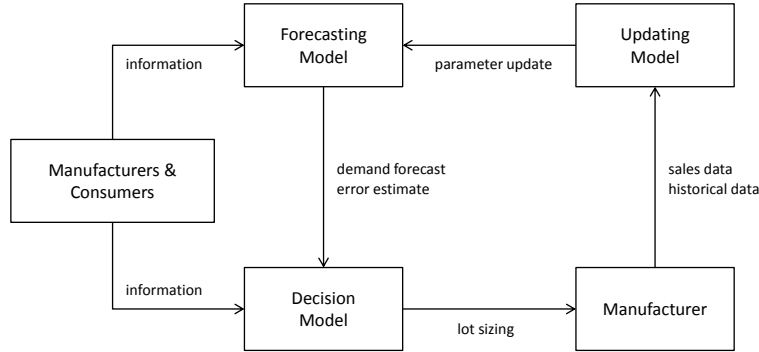 Forecasting
Model
Updating
Model
information
parameter update
Manufacturers &
Consumers
demand forecast
error estimate
sales data
historical data
information
Decision
Model
lot sizing
Manufacturer